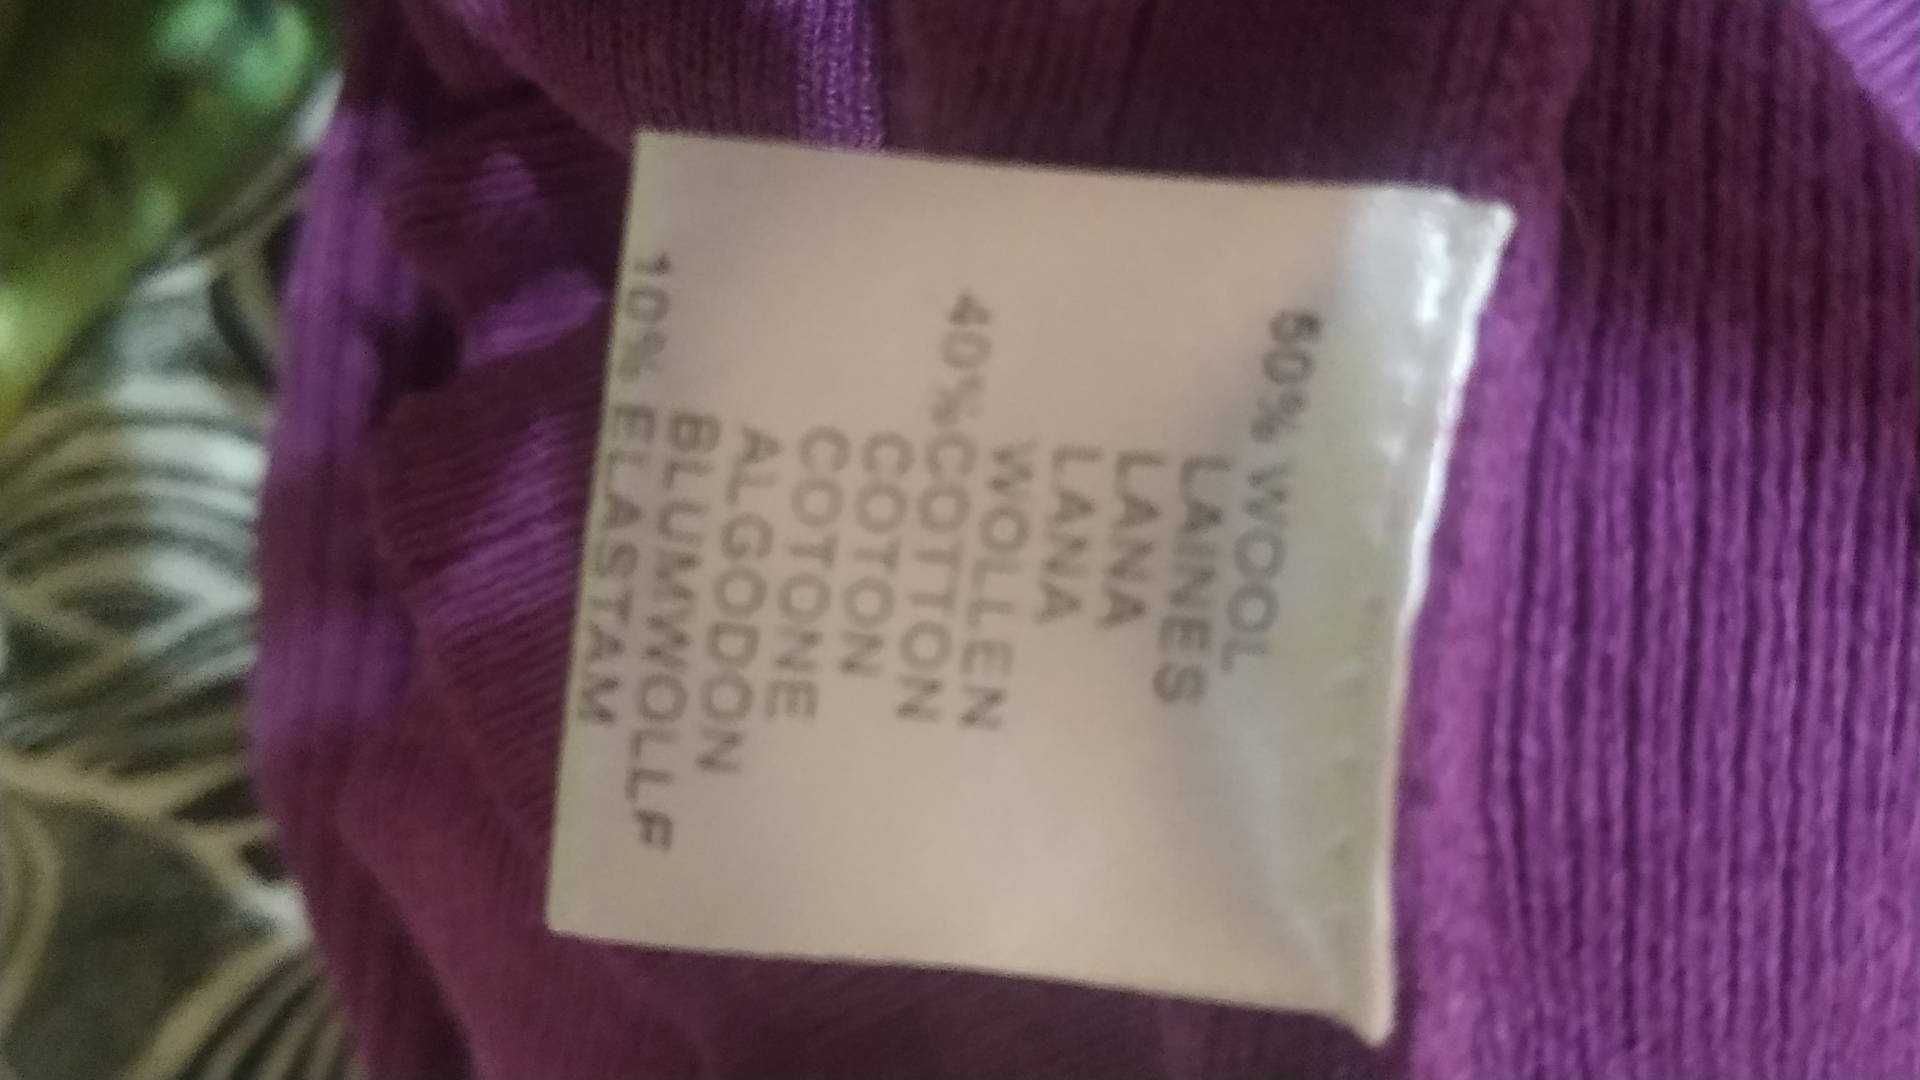 50% WOOL
LAINES
LANA
LANA
WOLLEN
40% COTTON
COTON
COTONE
ALGODON
BLUMWOLLF
10% ELASTAM